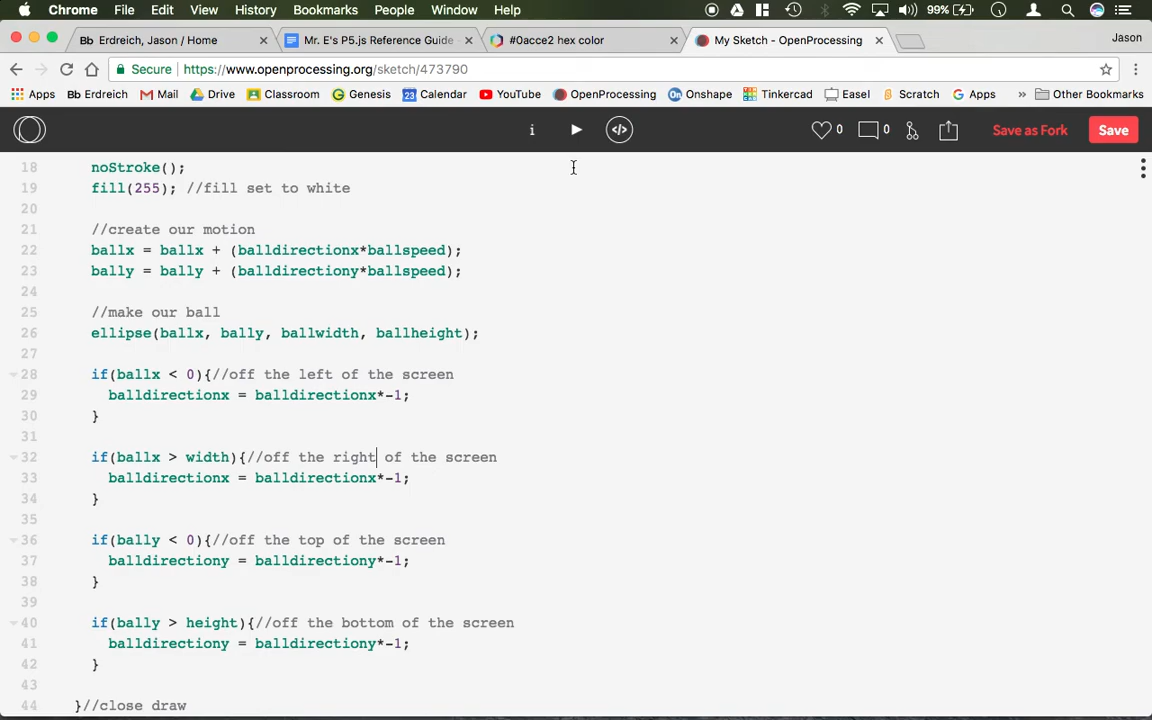 Chrome File Edit View History Bookmarks People Window Help 99%
Bb Erdreich, Jason / Home × Mr. E's P5.js Reference Guide - × #0acce2 hex color × My Sketch - OpenProcessing × Jason
Secure https://www.openprocessing.org/sketch/473790
Apps Bb Erdreich Mail Drive Classroom Genesis 23 Calendar YouTube OpenProcessing On Onshape Tinkercad Easel Scratch Apps » Other Bookmarks
i </> 0 0 Save as Fork Save
18 noStroke();
19 fill(255); //fill set to white
20
21 //create our motion
22 ballx = ballx + (balldirectionx*ballspeed);
23 bally = bally + (balldirectiony*ballspeed);
24
25 //make our ball
26 ellipse(ballx, bally, ballwidth, ballheight);
27
28 if(ballx < 0){//off the left of the screen
29 balldirectionx = balldirectionx*-1;
30 }
31
32 if(ballx > width){//off the right of the screen
33 balldirectionx = balldirectionx*-1;
34 }
35
36 if(bally < 0){//off the top of the screen
37 balldirectiony = balldirectiony*-1;
38 }
39
40 if(bally > height){//off the bottom of the screen
41 balldirectiony = balldirectiony*-1;
42 }
43
44 }//close draw